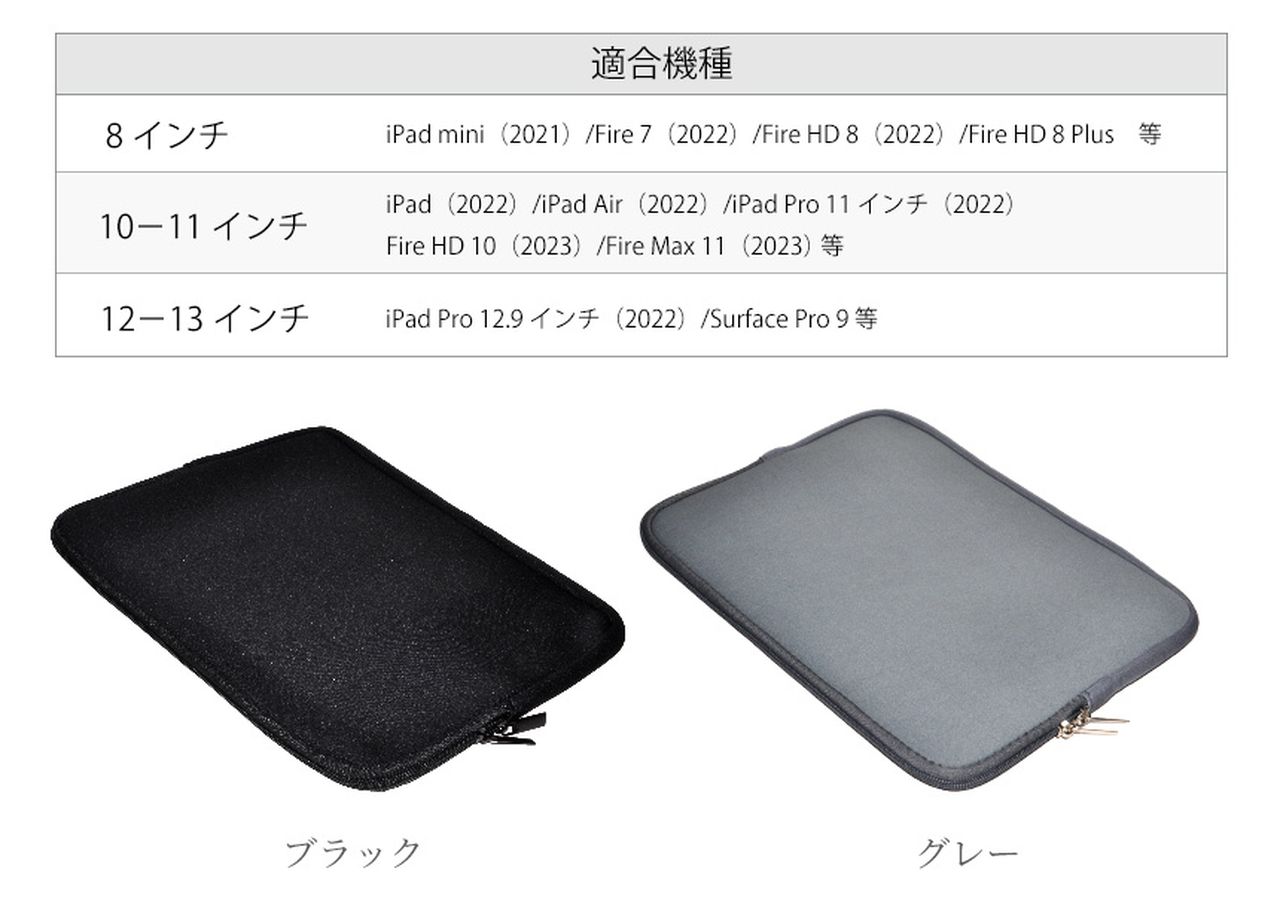 適合機種
8 インチ
iPad mini（2021）/Fire 7（2022）/Fire HD 8（2022）/Fire HD 8 Plus　等
10ー11 インチ
iPad（2022）/iPad Air（2022）/iPad Pro 11 インチ（2022）
Fire HD 10（2023）/Fire Max 11（2023）等
12ー13 インチ
iPad Pro 12.9 インチ（2022）/Surface Pro 9 等
ブラック
グレー